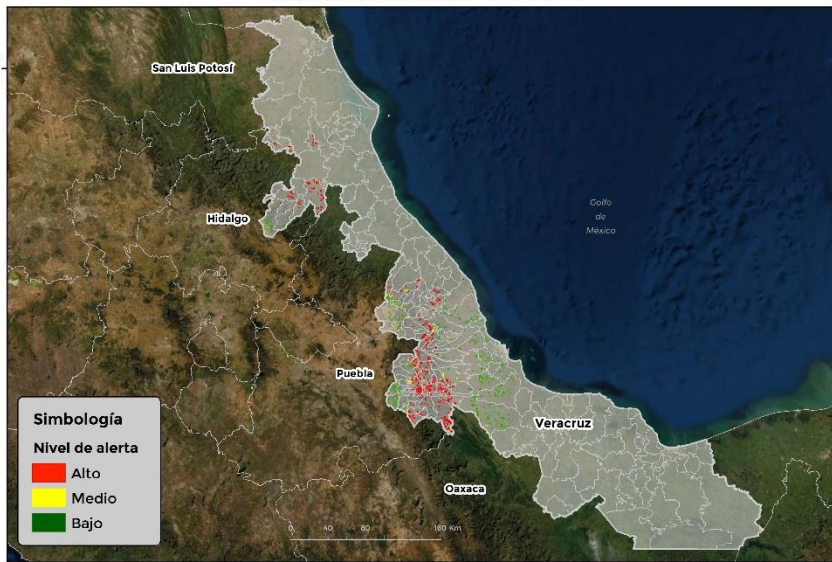 San Luis Potosí
Hidalgo
Golfo
de
México
Puebla
Veracruz
Oaxaca
Simbología
Nivel de alerta
Alto
Medio
Bajo
0 40 80 160 Km